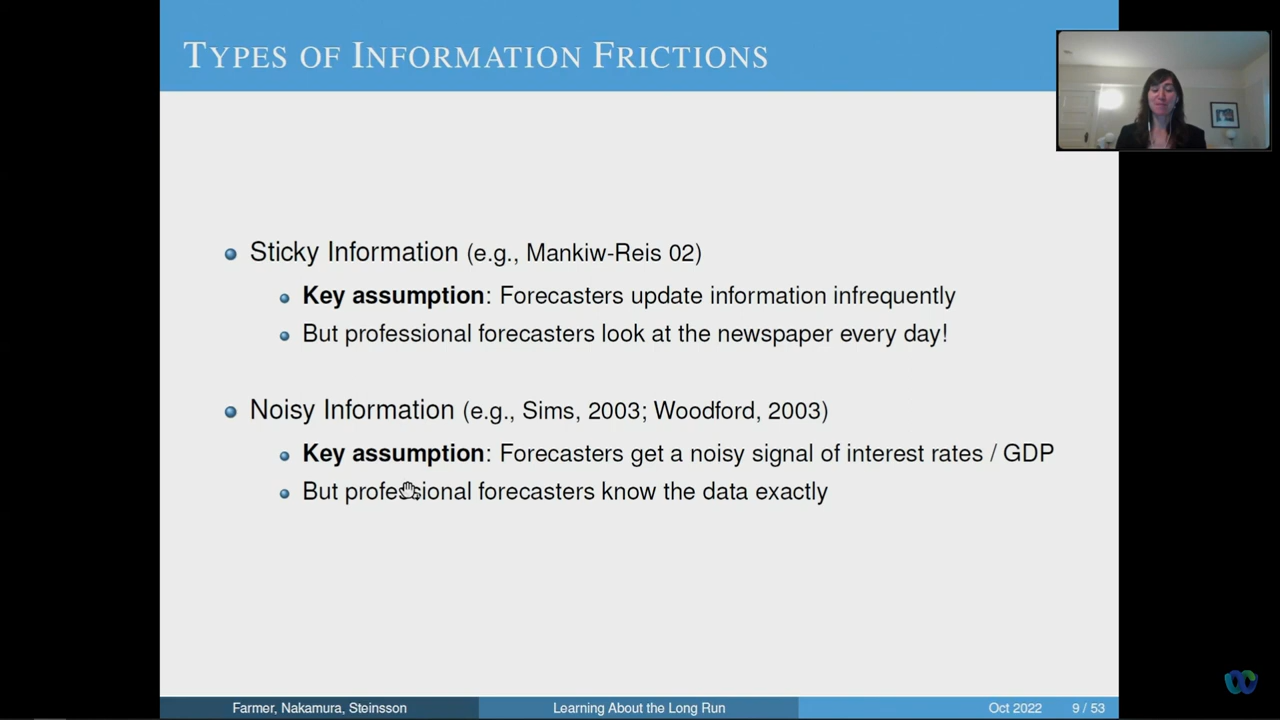 TYPES OF INFORMATION FRICTIONS
Sticky Information (e.g., Mankiw-Reis 02)
Key assumption: Forecasters update information infrequently
But professional forecasters look at the newspaper every day!
Noisy Information (e.g., Sims, 2003; Woodford, 2003)
Key assumption: Forecasters get a noisy signal of interest rates / GDP
But professional forecasters know the data exactly
Farmer, Nakamura, Steinsson Learning About the Long Run Oct 2022 9 / 53